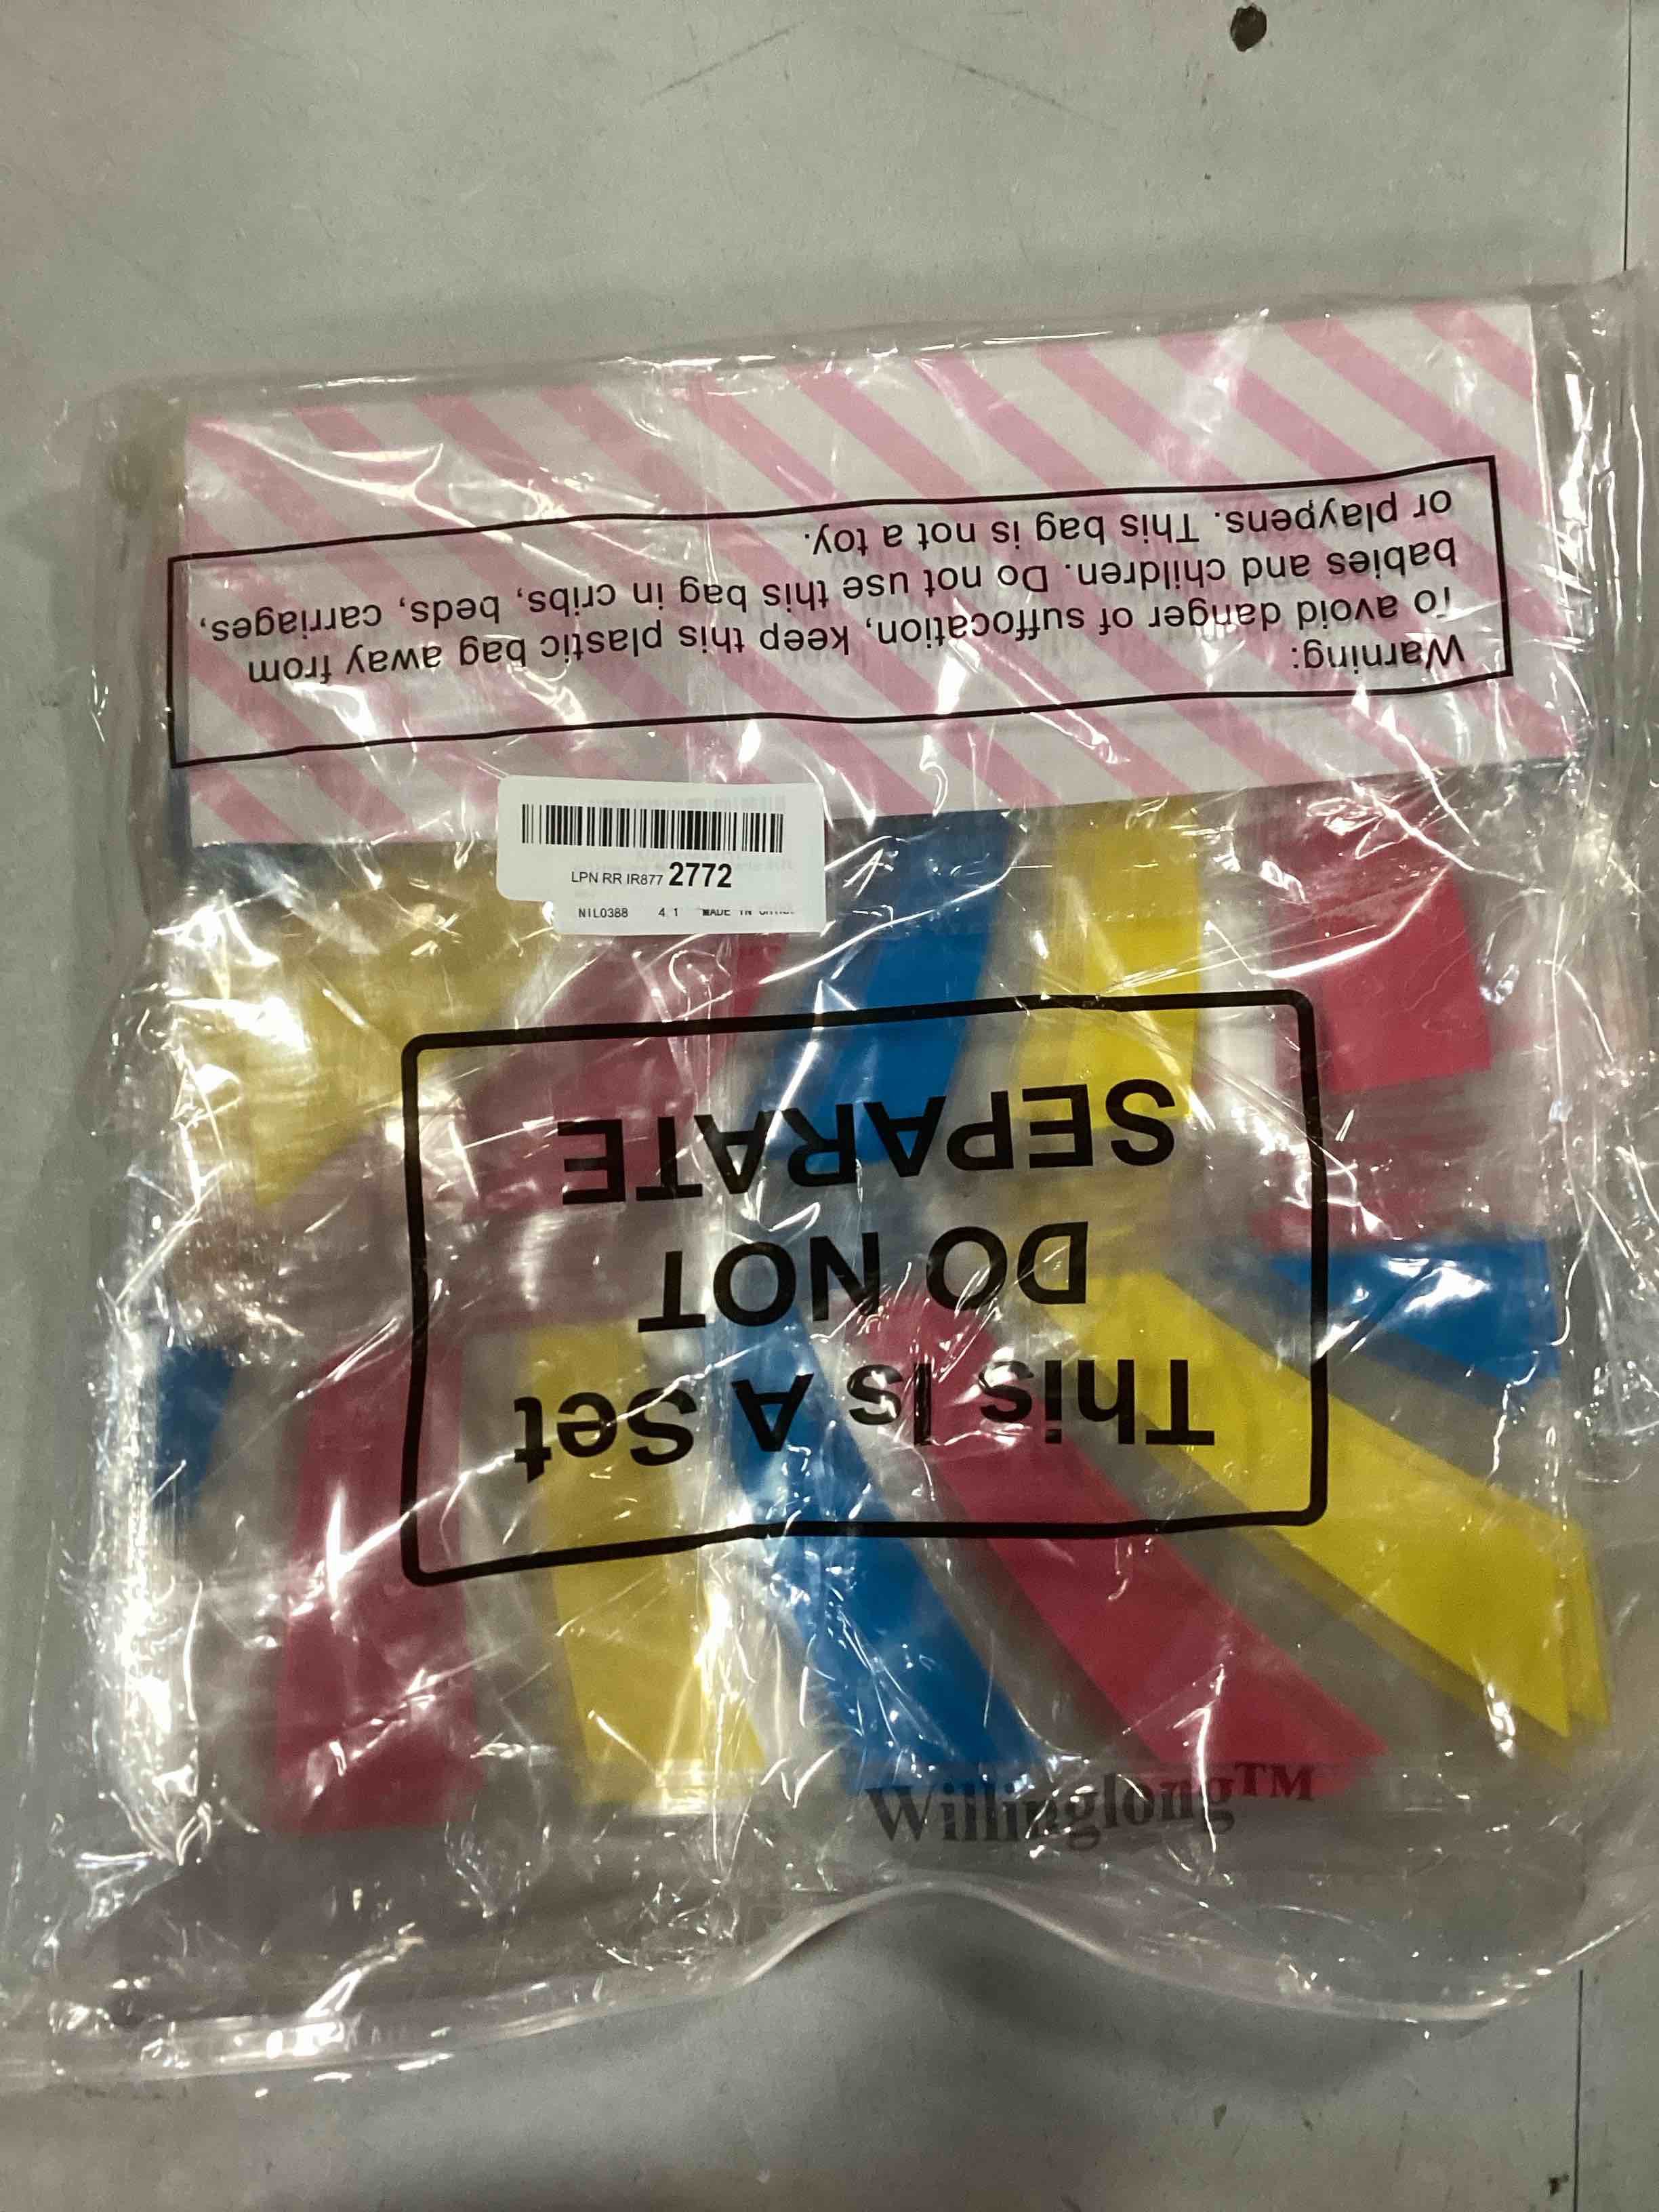 Warning:
To avoid danger of suffocation, keep this plastic bag away from
babies and children. Do not use this bag in cribs, beds, carriages,
or playpens. This bag is not a toy.
LPN RR IR877 2772
NIL0388 4 1 MADE IN
This Is A Set
DO NOT
SEPARATE
Willinglong™